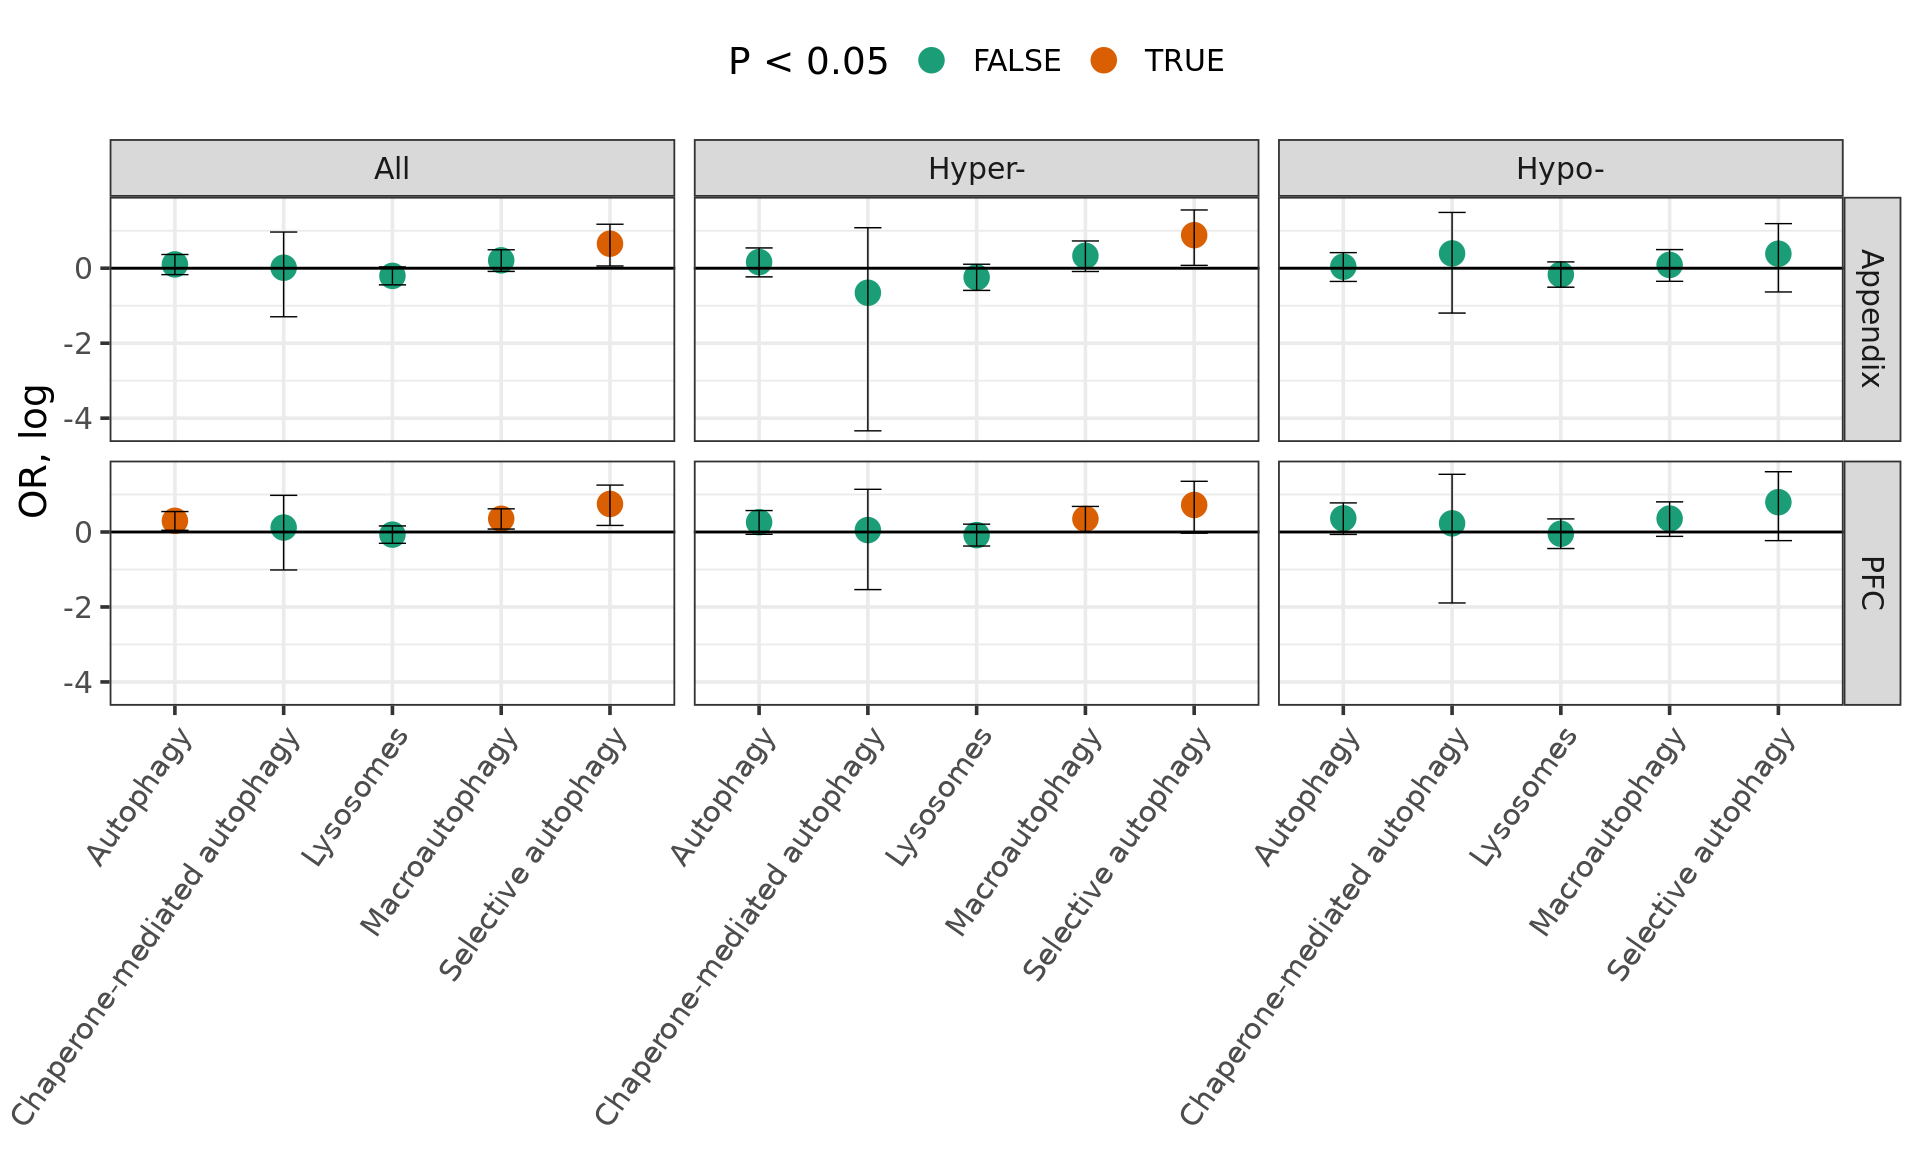 P < 0.05 FALSE TRUE
All Hyper- Hypo-
OR, log
0
-2
-4
Appendix
0
-2
-4
PFC
Autophagy
Chaperone-mediated autophagy
Lysosomes
Macroautophagy
Selective autophagy
Autophagy
Chaperone-mediated autophagy
Lysosomes
Macroautophagy
Selective autophagy
Autophagy
Chaperone-mediated autophagy
Lysosomes
Macroautophagy
Selective autophagy